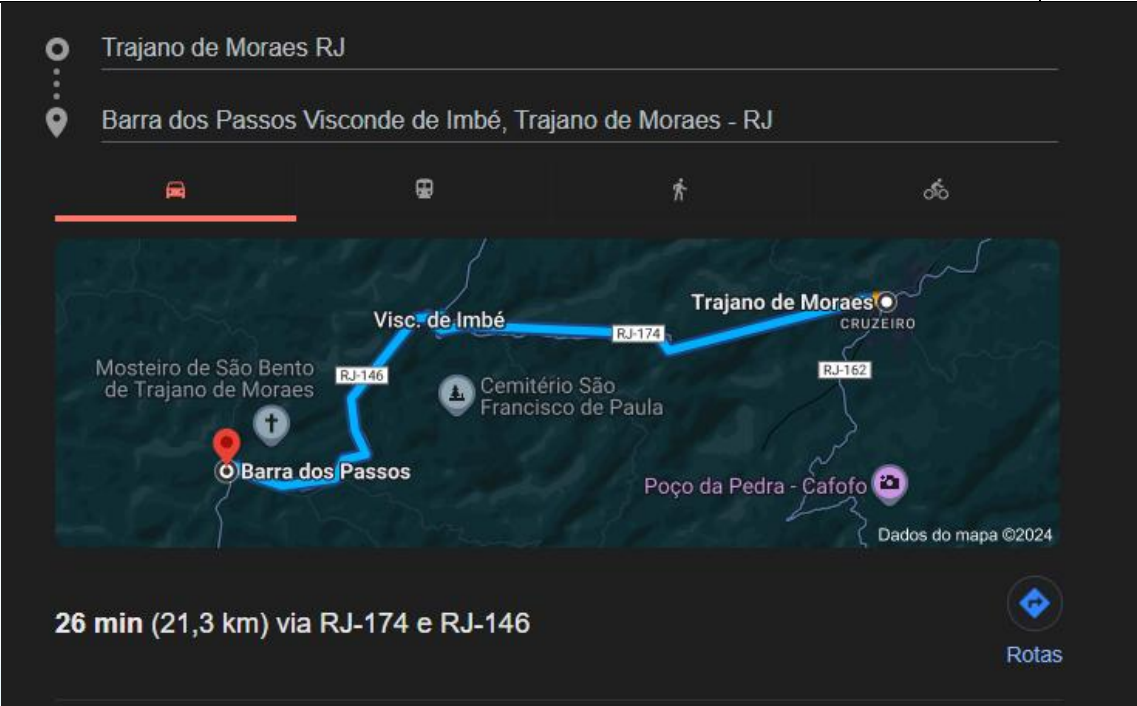 Trajano de Moraes RJ
Barra dos Passos Visconde de Imbé, Trajano de Moraes - RJ
Trajano de Moraes
CRUZEIRO
Visc. de Imbé
RJ-174
RJ-146
RJ-162
Mosteiro de São Bento
de Trajano de Moraes
Cemitério São
Francisco de Paula
Barra dos Passos
Poço da Pedra - Cafofo
Dados do mapa ©2024
26 min (21,3 km) via RJ-174 e RJ-146
Rotas